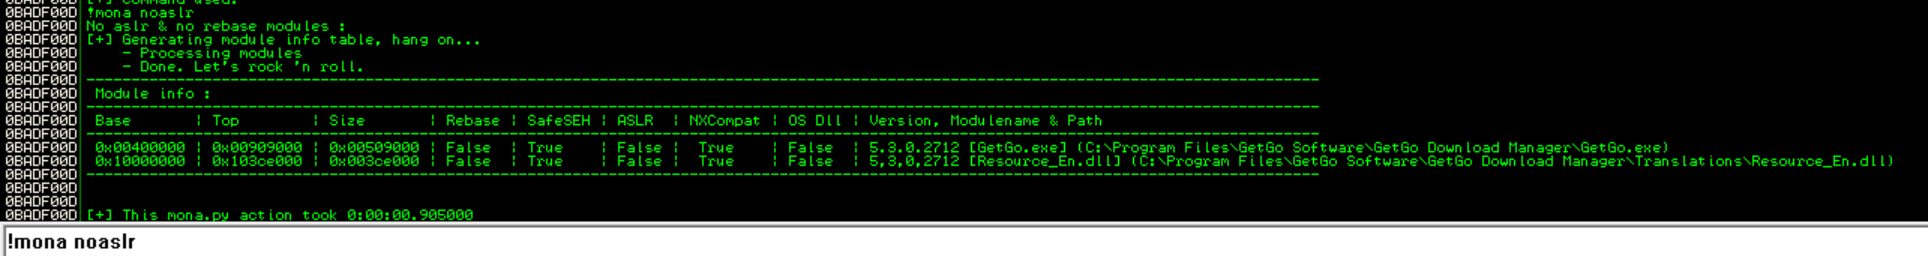 0BADF00D [+] Command used:
0BADF00D !mona noaslr
0BADF00D No aslr & no rebase modules :
0BADF00D [+] Generating module info table, hang on...
0BADF00D     - Processing modules
0BADF00D     - Done. Let's rock 'n roll.
0BADF00D ----------------------------------------------------------------------------------------------------
0BADF00D  Module info :
0BADF00D ----------------------------------------------------------------------------------------------------
0BADF00D  Base       | Top        | Size       | Rebase | SafeSEH | ASLR  | NXCompat | OS Dll | Version, Modulename & Path
0BADF00D ----------------------------------------------------------------------------------------------------
0BADF00D  0x00400000 | 0x00909000 | 0x00509000 | False  | True    | False |  True    | False  | 5.3.0.2712 [GetGo.exe] (C:\Program Files\GetGo Software\GetGo Download Manager\GetGo.exe)
0BADF00D  0x10000000 | 0x103ce000 | 0x003ce000 | False  | True    | False |  True    | False  | 5,3,0,2712 [Resource_En.dll] (C:\Program Files\GetGo Software\GetGo Download Manager\Translations\Resource_En.dll)
0BADF00D ----------------------------------------------------------------------------------------------------
0BADF00D
0BADF00D
0BADF00D [+] This mona.py action took 0:00:00.905000
!mona noaslr